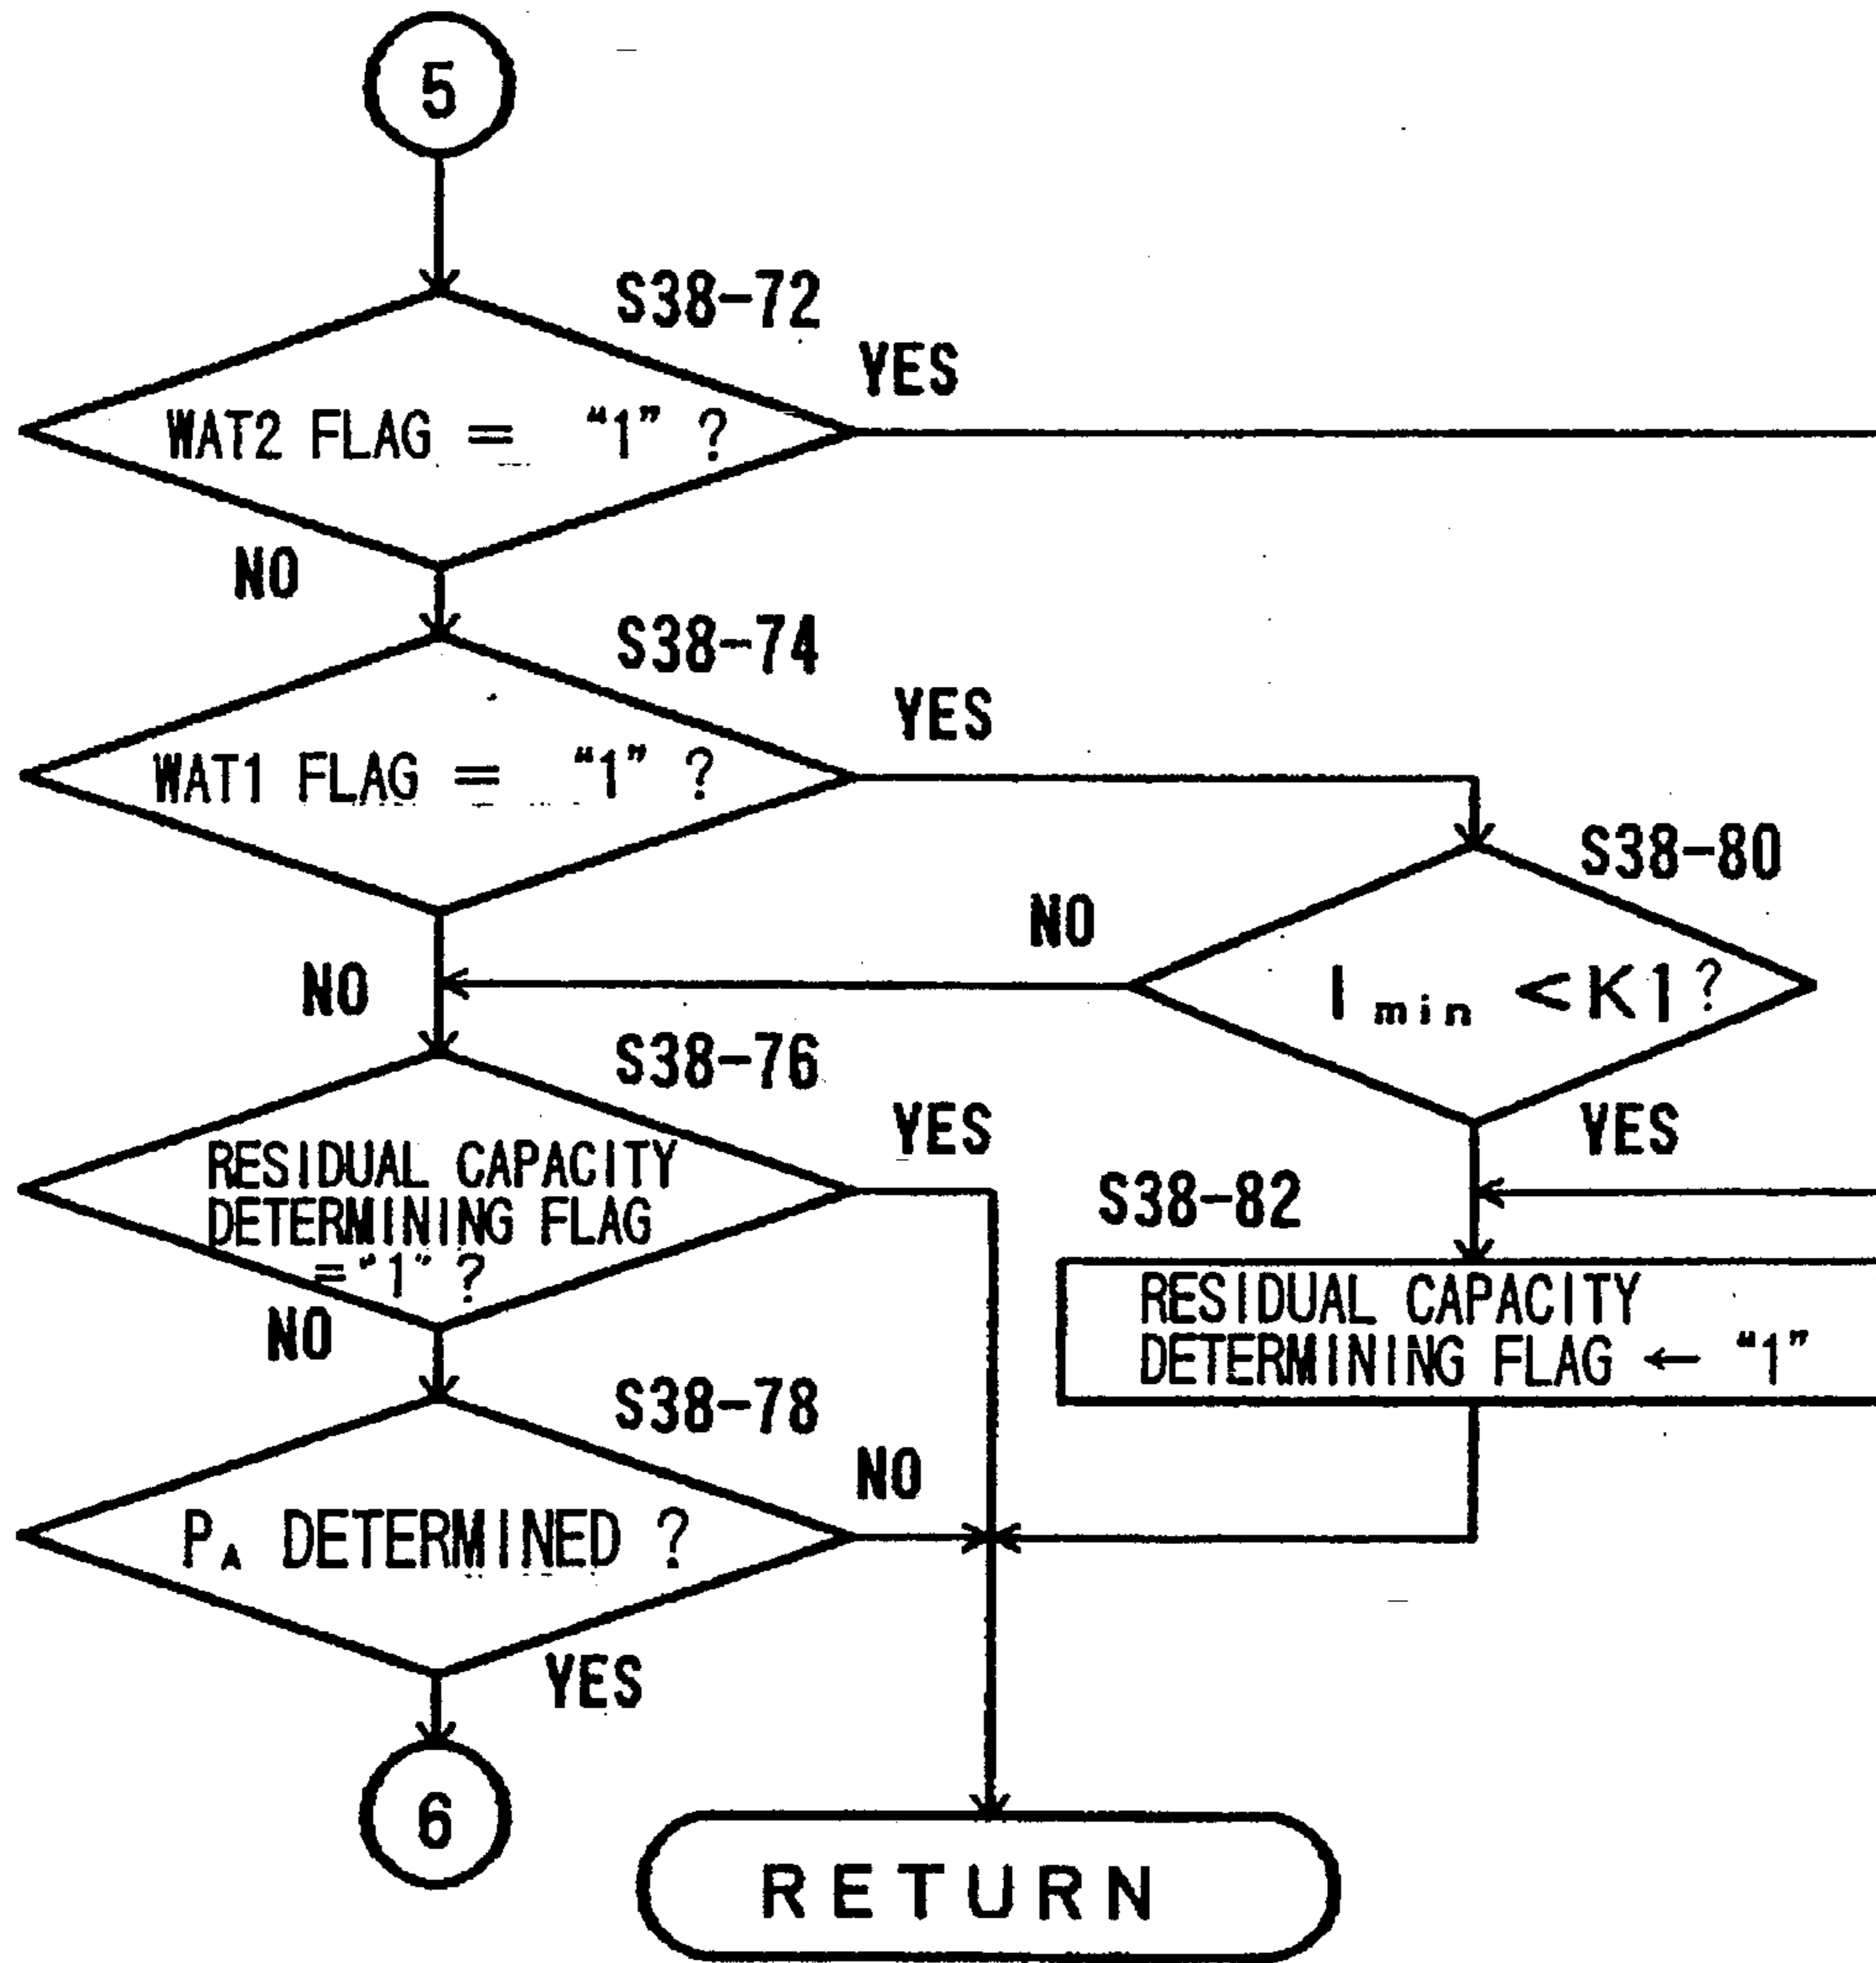 5
S38-72
YES
WAT2 FLAG = “1” ?
NO
S38-74
YES
WAT1 FLAG = “1” ?
S38-80
NO
NO
I min < K1?
S38-76
YES
YES
RESIDUAL CAPACITY
DETERMINING FLAG
=“1” ?
S38-82
NO
RESIDUAL CAPACITY
DETERMINING FLAG ← “1”
S38-78
NO
PA DETERMINED ?
YES
6
RETURN